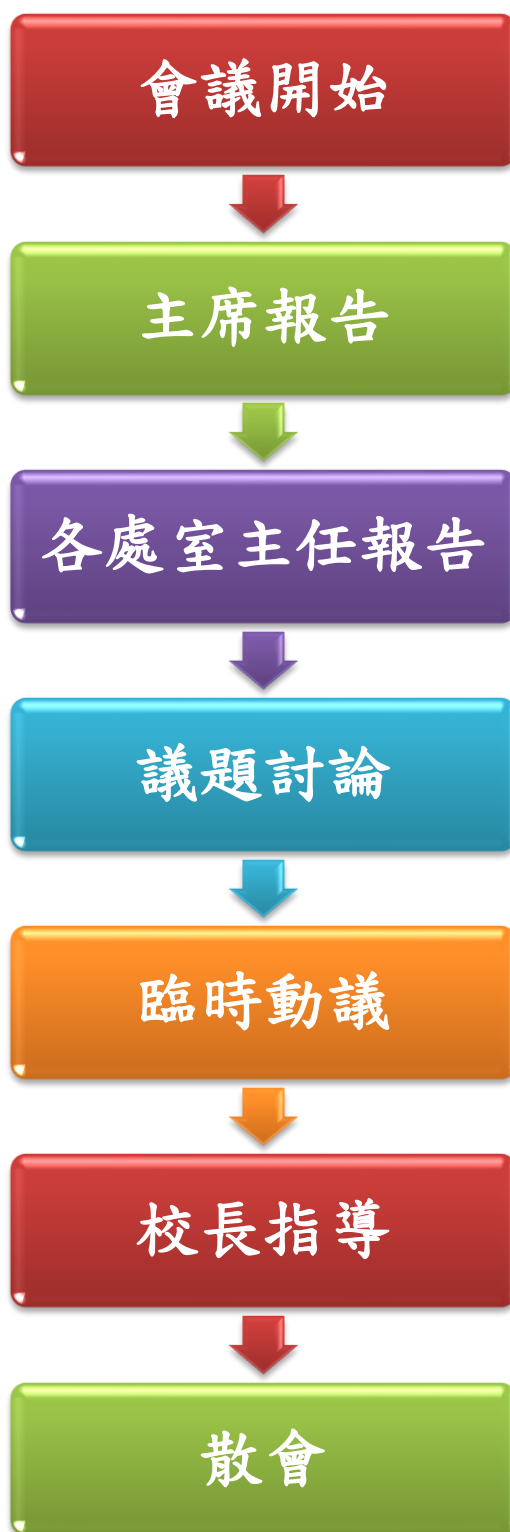 會議開始
主席報告
各處室主任報告
議題討論
臨時動議
校長指導
散會